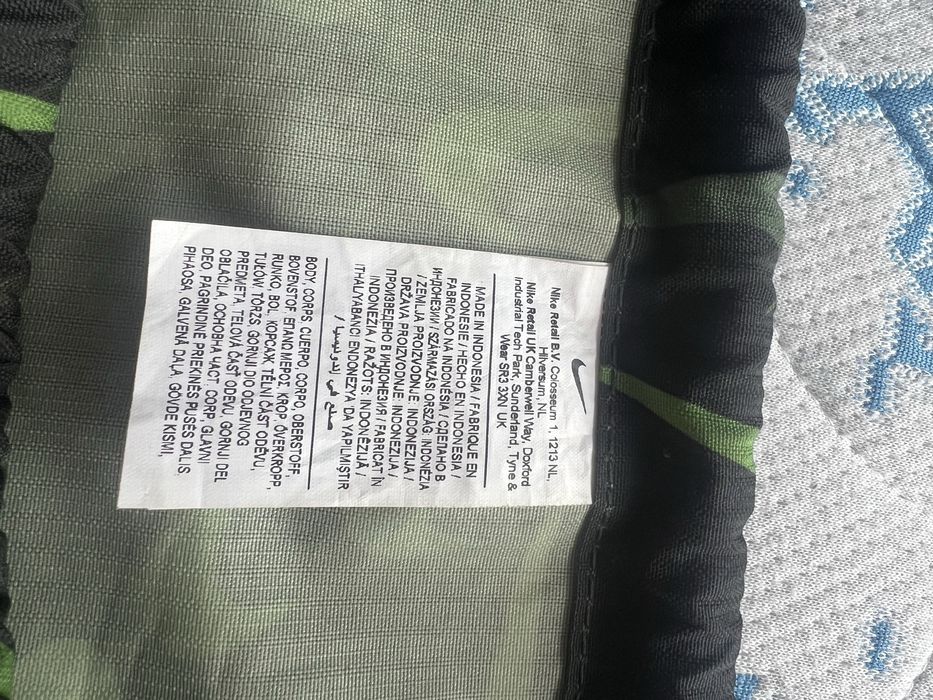 Nike Retail B.V. Colosseum 1, 1213 NL,
Hilversum, NL
Nike Retail UK Camberwell Way, Doxford
Industrial Tech Park, Sunderland, Tyne &
Wear SR3 3XN UK
MADE IN INDONESIA / FABRIQUE EN
INDONESIE / HECHO EN INDONESIA /
FABRICADO NA INDONESIA / СДЕЛАНО В
ИНДОНЕЗИИ / SZÁRMAZÁSI ORSZÁG: INDONÉZIA
/ ZEMLJA PROIZVODNJE: INDONEZIJA /
DRŽAVA PROIZVODNJE: INDONEZIJA /
ПРОИЗВЕДЕНО В ИНДОНЕЗИЯ / FABRICAT ÎN
INDONEZIA / RAŽOTS: INDONĒZIJĀ /
ITHALIYABANCI ENDONEZYA DA YAPILMIŞTIR
/ صنع في إندونيسيا
BODY, CORPS, CUERPO, CORPO, OBERSTOFF,
BOVENSTOF, ΕΠΑΝΩ ΜΕΡΟΣ, KROP, ÖVERKROPP,
RUNKO, BOL, КОРСАЖ, TĚLNÍ ČÁST ODĚVU,
TUŁÓW, TÖRZS, GORNJI DIO ODJEVNOG
PREDMETA, TELOVÁ ČASŤ ODEVU, GORNJI DEL
OBLAČILA, ОСНОВНА ЧАСТ, CORP, GLAVNI
DEO, PAGRINDINĖ PRIEKINĖS PUSĖS DALIS,
PIHAOSA, GALVENĀ DAĻA, GÖVDE KISMI,